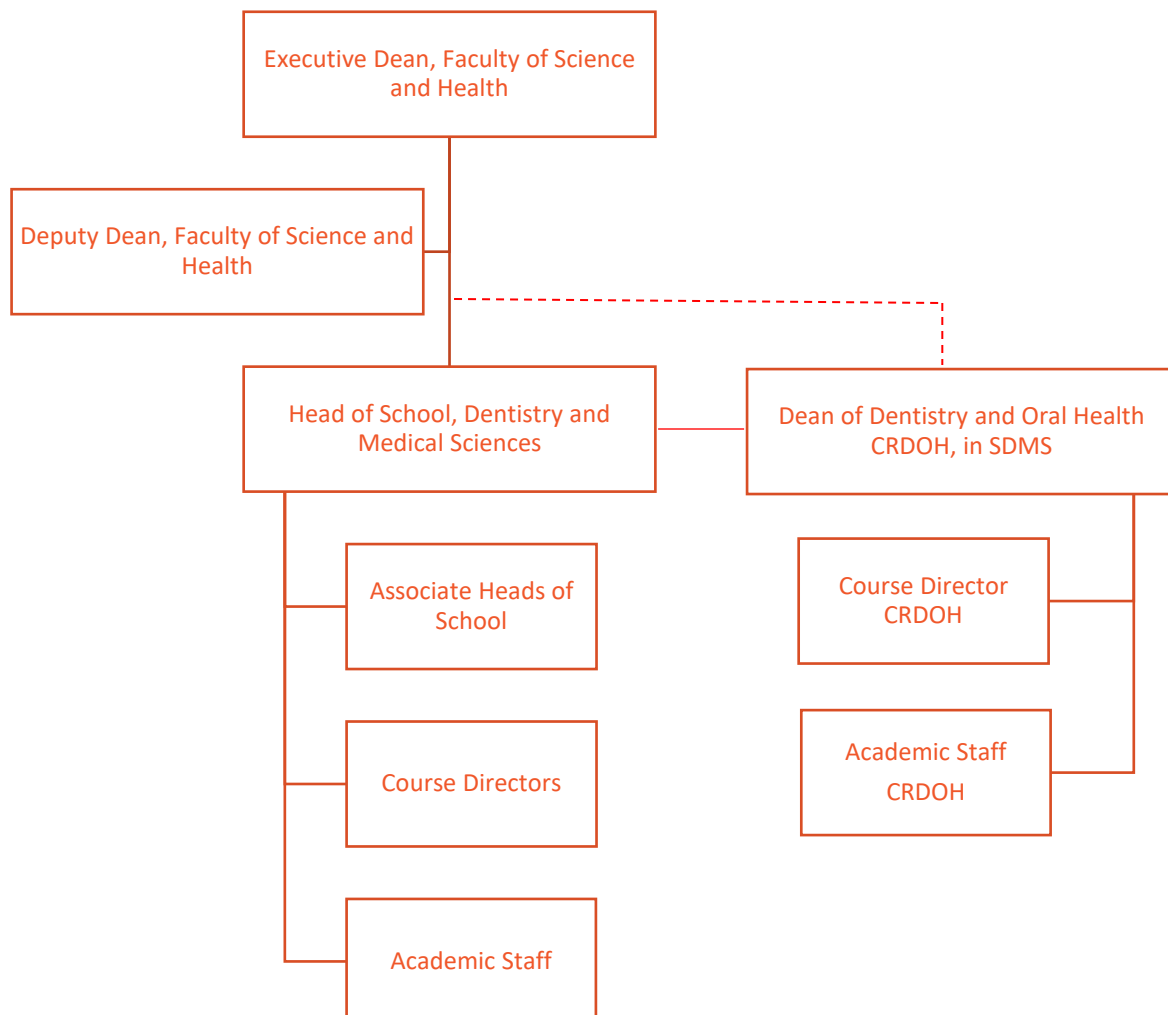 Executive Dean, Faculty of Science
and Health
Deputy Dean, Faculty of Science and
Health
Head of School, Dentistry and
Medical Sciences
Dean of Dentistry and Oral Health
CRDOH, in SDMS
Associate Heads of
School
Course Director
CRDOH
Course Directors
Academic Staff
CRDOH
Academic Staff